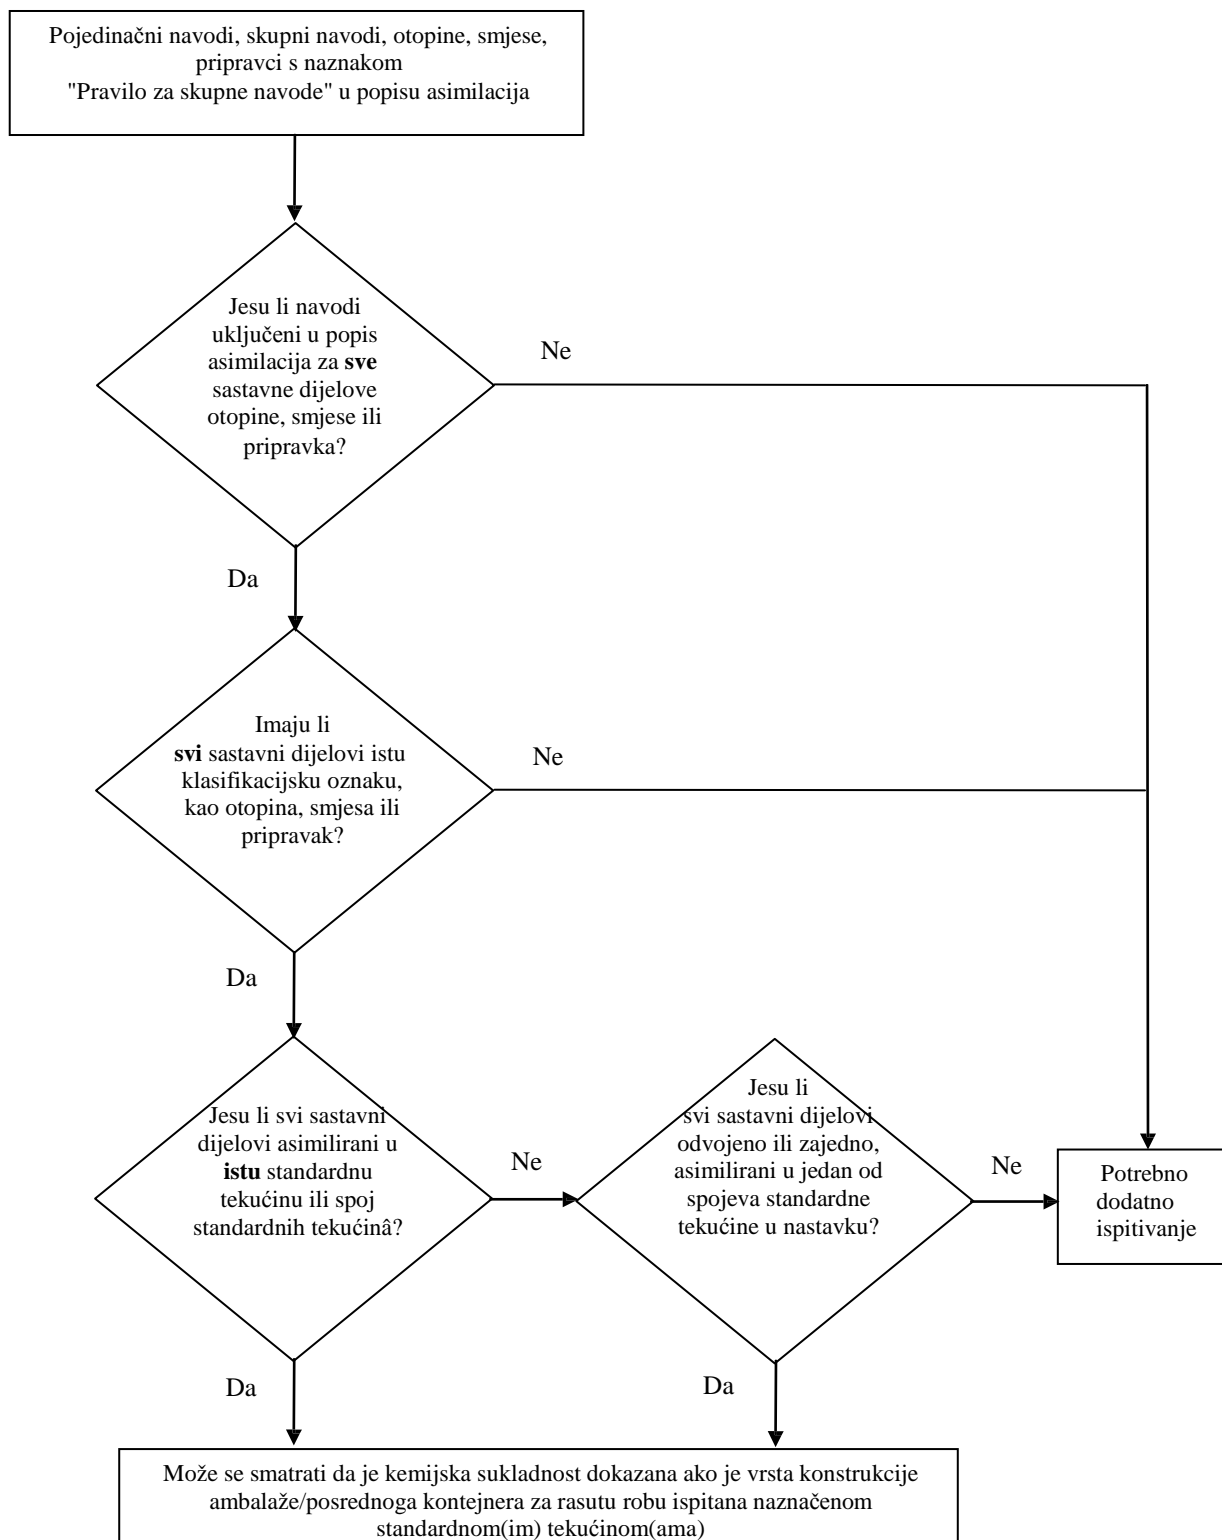 Pojedinačni navodi, skupni navodi, otopine, smjese,
pripravci s naznakom
"Pravilo za skupne navode" u popisu asimilacija
Jesu li navodi
uključeni u popis
asimilacija za sve
sastavne dijelove
otopine, smjese ili
pripravka?
Ne
Da
Imaju li
svi sastavni dijelovi istu
klasifikacijsku oznaku,
kao otopina, smjesa ili
pripravak?
Ne
Da
Jesu li svi sastavni
dijelovi asimilirani u
istu standardnu
tekućinu ili spoj
standardnih tekućinâ?
Ne
Jesu li
svi sastavni dijelovi
odvojeno ili zajedno,
asimilirani u jedan od
spojeva standardne
tekućine u nastavku?
Ne
Potrebno
dodatno
ispitivanje
Da
Da
Može se smatrati da je kemijska sukladnost dokazana ako je vrsta konstrukcije
ambalaže/posrednoga kontejnera za rasutu robu ispitana naznačenom
standardnom(im) tekućinom(ama)